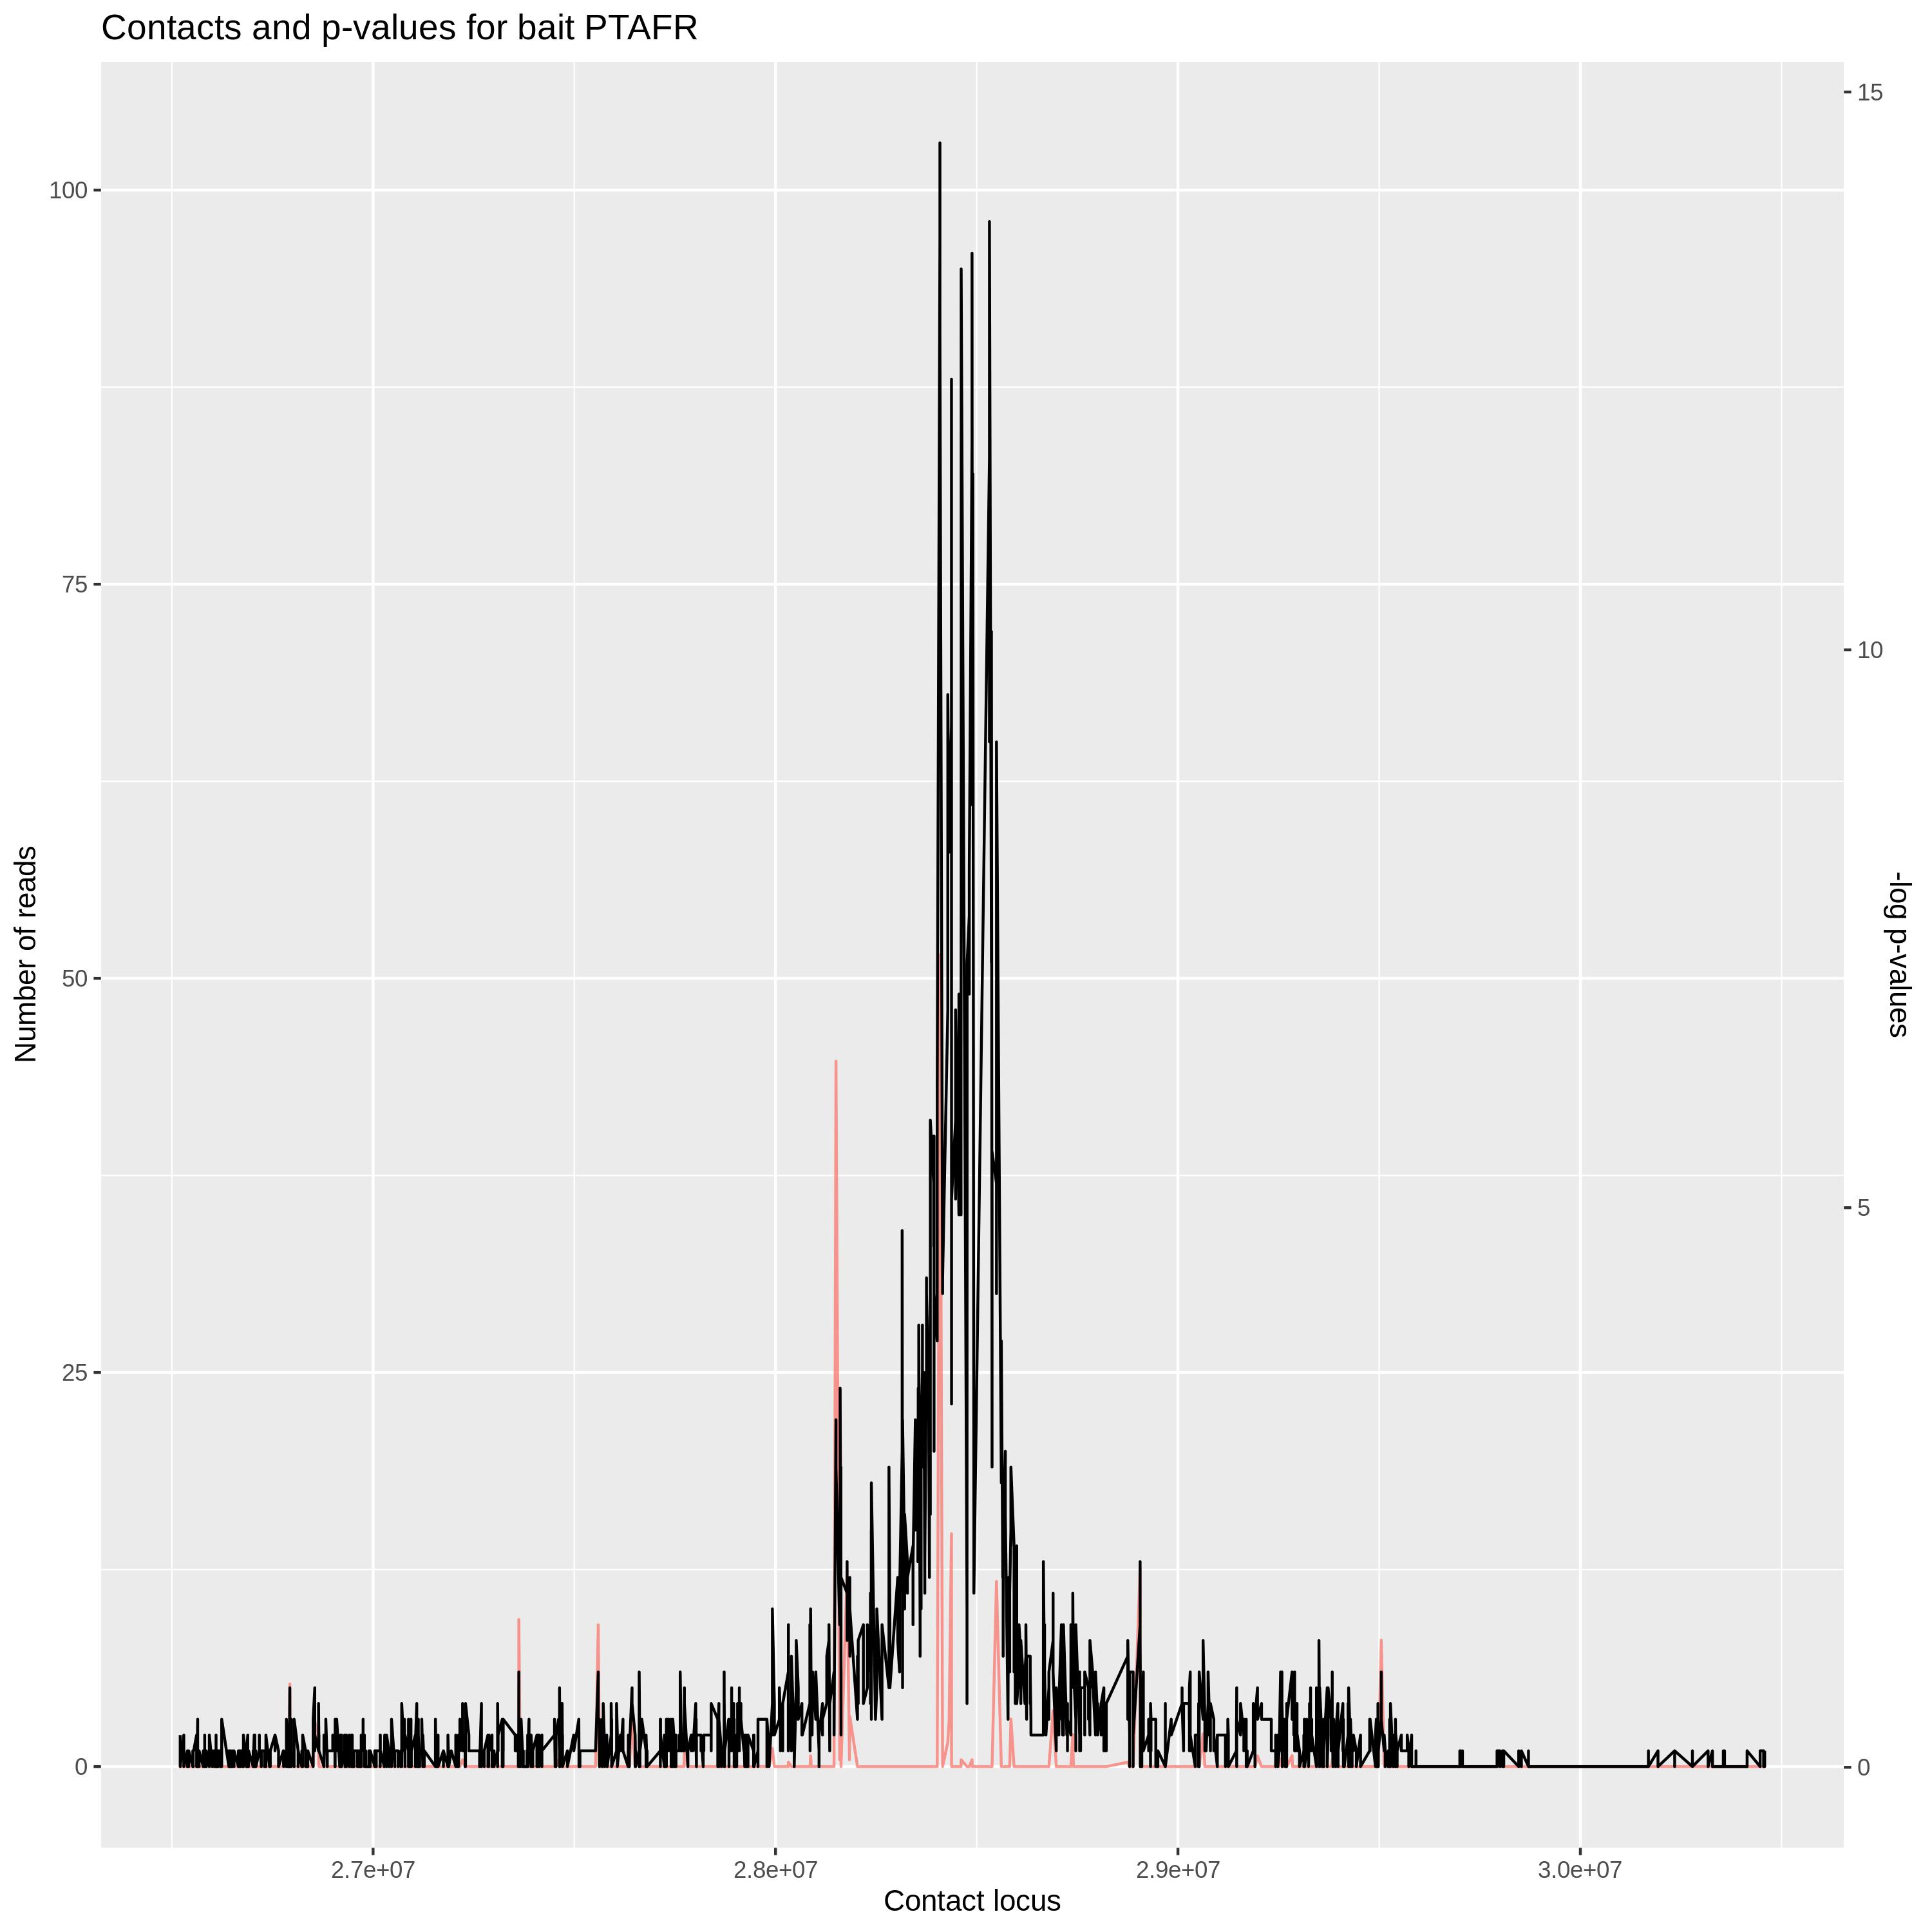 Contacts and p-values for bait PTAFR
100
75
50
25
0
Number of reads
15
10
5
0
-log p-values
2.7e+07 2.8e+07 2.9e+07 3.0e+07
Contact locus